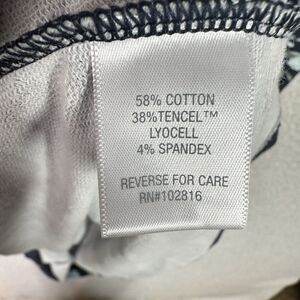 58% COTTON
38%TENCEL™
LYOCELL
4% SPANDEX
REVERSE FOR CARE
RN#102816